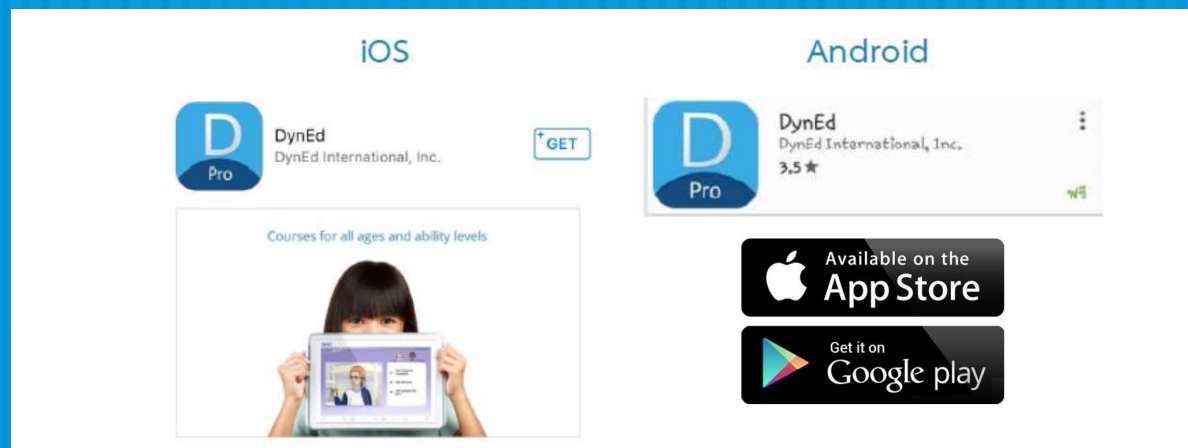 iOS
D
Pro
DynEd
DynEd International, Inc.
+GET
Courses for all ages and ability levels
Android
D
Pro
DynEd
DynEd International, Inc.
3.5 ★
ฟรี
Available on the
App Store
Get it on
Google play